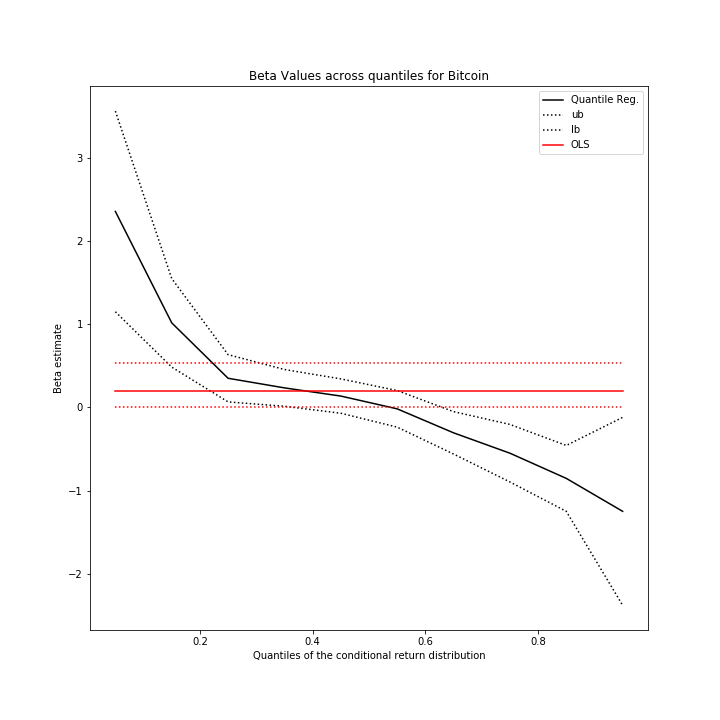 Beta Values across quantiles for Bitcoin
Quantile Reg.
ub
lb
OLS
3
2
1
0
−1
−2
Beta estimate
0.2 0.4 0.6 0.8
Quantiles of the conditional return distribution